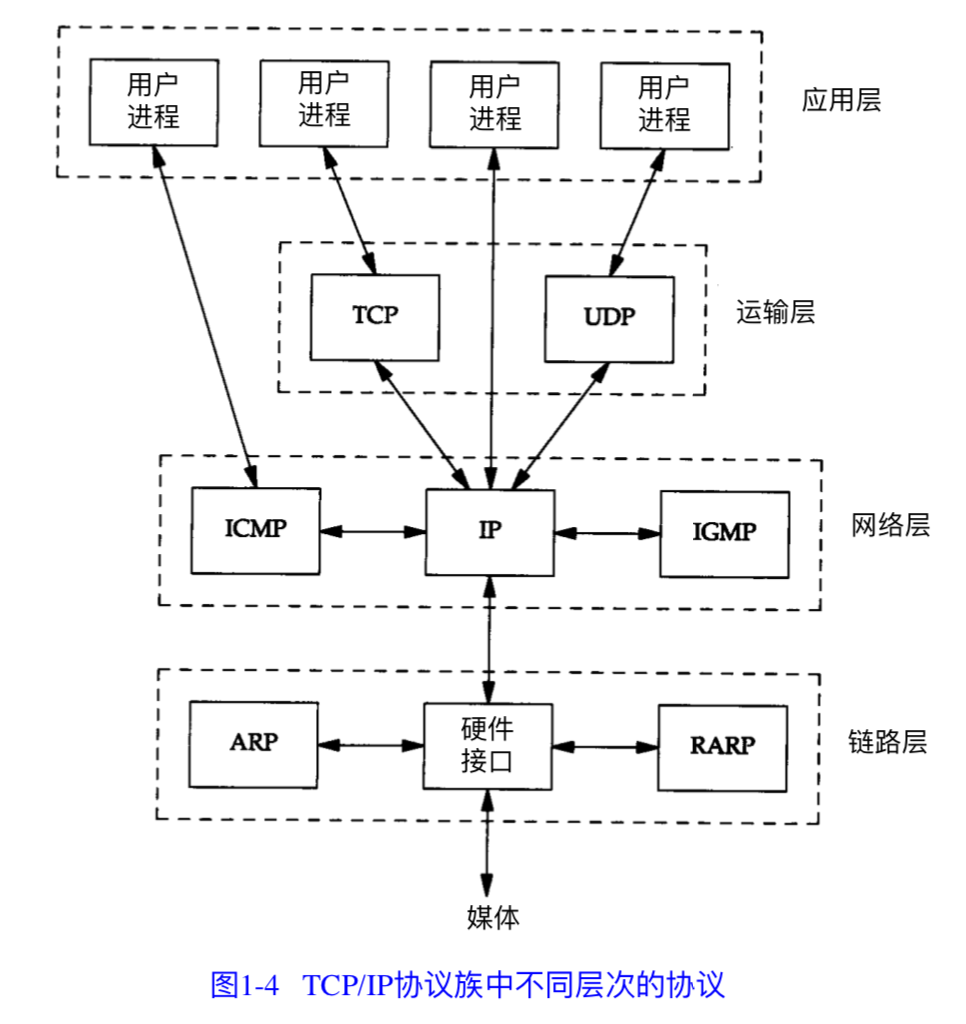 用户
进程
用户
进程
用户
进程
用户
进程
应用层
TCP
UDP
运输层
ICMP
IP
IGMP
网络层
ARP
硬件
接口
RARP
链路层
媒体
图1-4 TCP/IP协议族中不同层次的协议